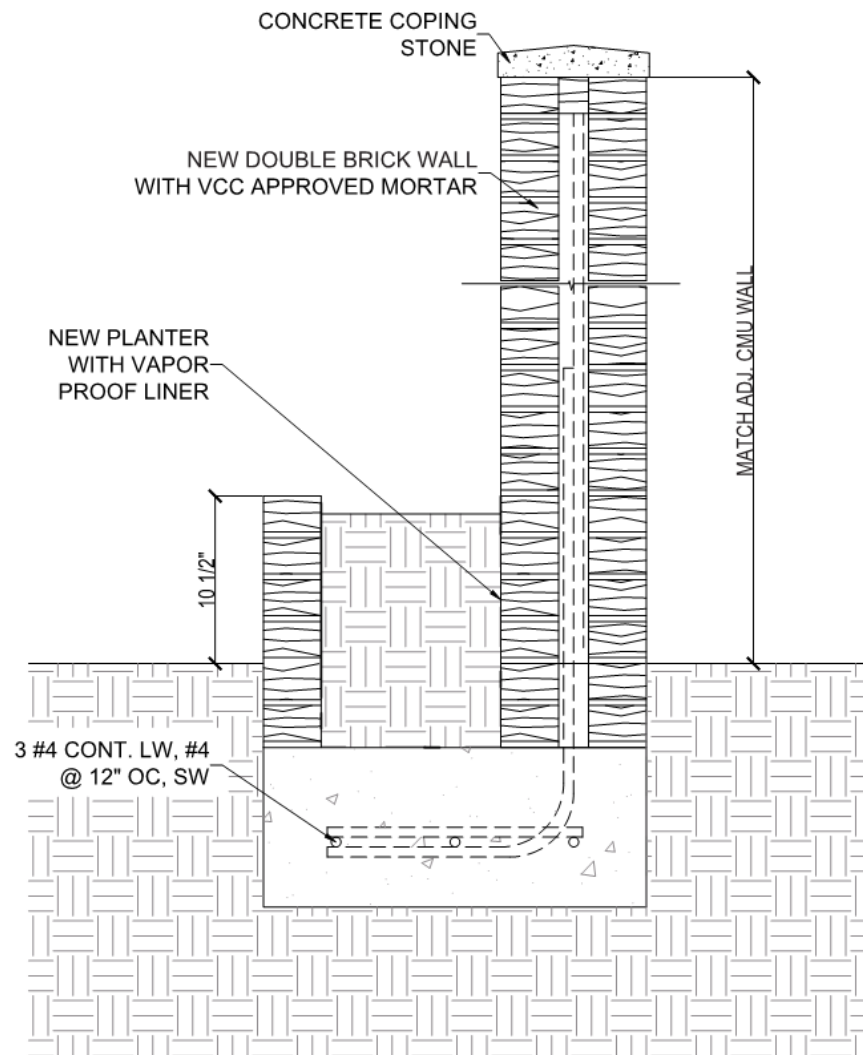 CONCRETE COPING
STONE
NEW DOUBLE BRICK WALL
WITH VCC APPROVED MORTAR
NEW PLANTER
WITH VAPOR
PROOF LINER
MATCH ADJ. CMU WALL
10 1/2"
3 #4 CONT. LW, #4
@ 12" OC, SW